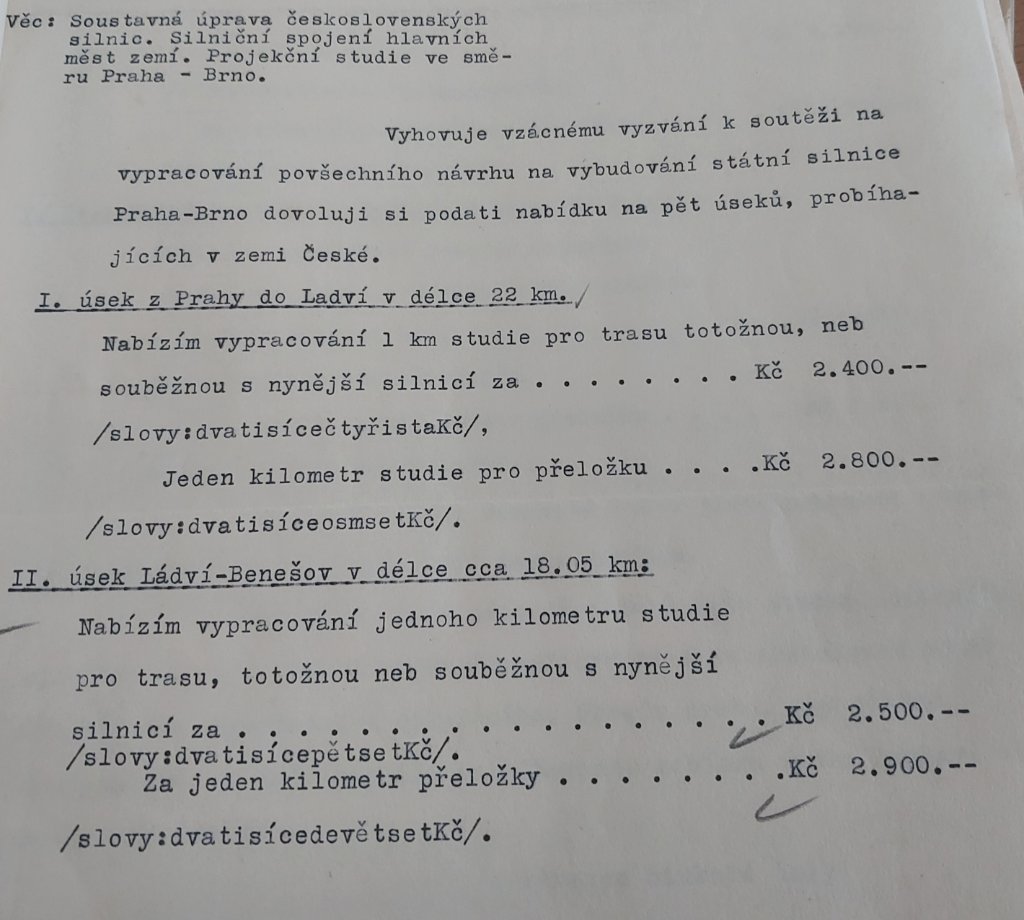 Věc: Soustavná úprava československých
silnic. Silniční spojení hlavních
měst zemí. Projekční studie ve smě-
ru Praha - Brno.
Vyhovuje vzácnému vyzvání k soutěži na
vypracování povšechního návrhu na vybudování státní silnice
Praha-Brno dovoluji si podati nabídku na pět úseků, probíha-
jících v zemi České.
I. úsek z Prahy do Ladví v délce 22 km.
Nabízím vypracování l km studie pro trasu totožnou, neb
souběžnou s nynější silnicí za . . . . . . . . Kč 2.400.--
/slovy:dvatisícečtyřistaKč/,
Jeden kilometr studie pro přeložku . . . .Kč 2.800.--
/slovy:dvatisíceosmsetKč/.
II. úsek Ládví-Benešov v délce cca 18.05 km:
Nabízím vypracování jednoho kilometru studie
pro trasu, totožnou neb souběžnou s nynější
silnicí za . . . . . . . . . . . . . . . . . Kč 2.500.--
/slovy:dvatisícepětsetKč/.
Za jeden kilometr přeložky . . . . . . . .Kč 2.900.--
/slovy:dvatisícedevětsetKč/.